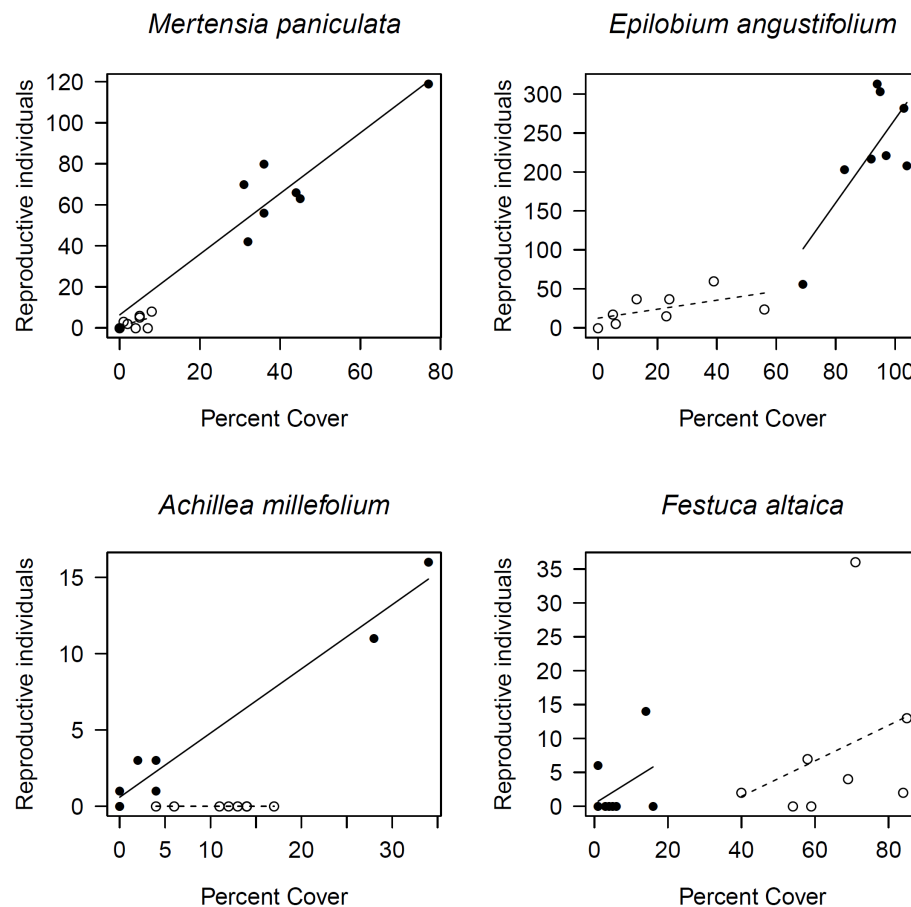 Mertensia paniculata
Reproductive individuals
120
100
80
60
40
20
0
0 20 40 60 80
Percent Cover
Epilobium angustifolium
Reproductive individuals
300
250
200
150
100
50
0
0 20 40 60 80 100
Percent Cover
Achillea millefolium
Reproductive individuals
15
10
5
0
0 5 10 20 30
Percent Cover
Festuca altaica
Reproductive individuals
35
30
25
20
15
10
5
0
0 20 40 60 80
Percent Cover